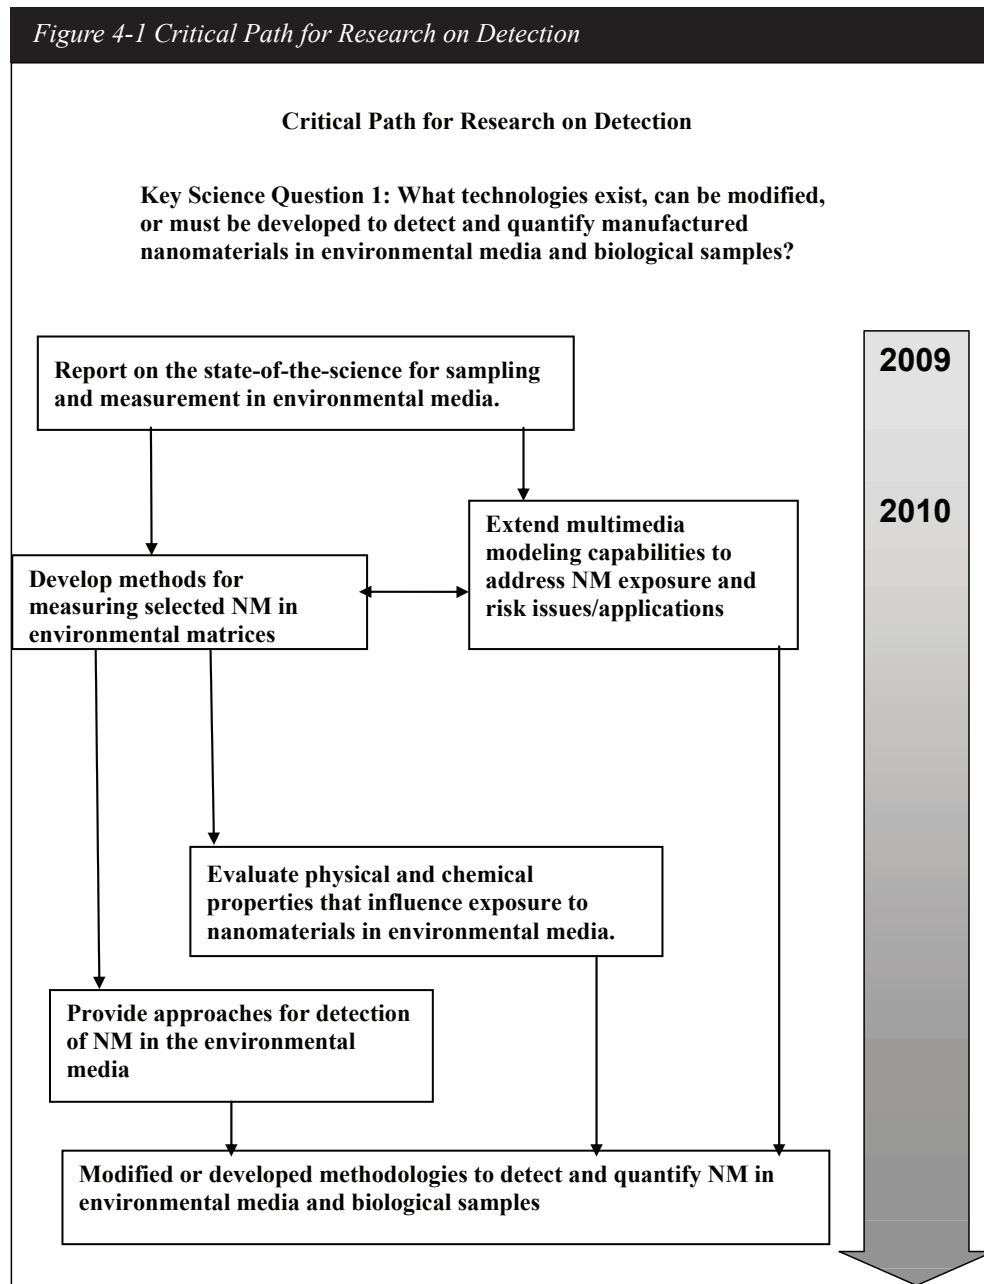 Figure 4-1 Critical Path for Research on Detection
Critical Path for Research on Detection
Key Science Question 1: What technologies exist, can be modified,
or must be developed to detect and quantify manufactured
nanomaterials in environmental media and biological samples?
Report on the state-of-the-science for sampling
and measurement in environmental media.
2009
Extend multimedia
modeling capabilities to
address NM exposure and
risk issues/applications
2010
Develop methods for
measuring selected NM in
environmental matrices
Evaluate physical and chemical
properties that influence exposure to
nanomaterials in environmental media.
Provide approaches for detection
of NM in the environmental
media
Modified or developed methodologies to detect and quantify NM in
environmental media and biological samples